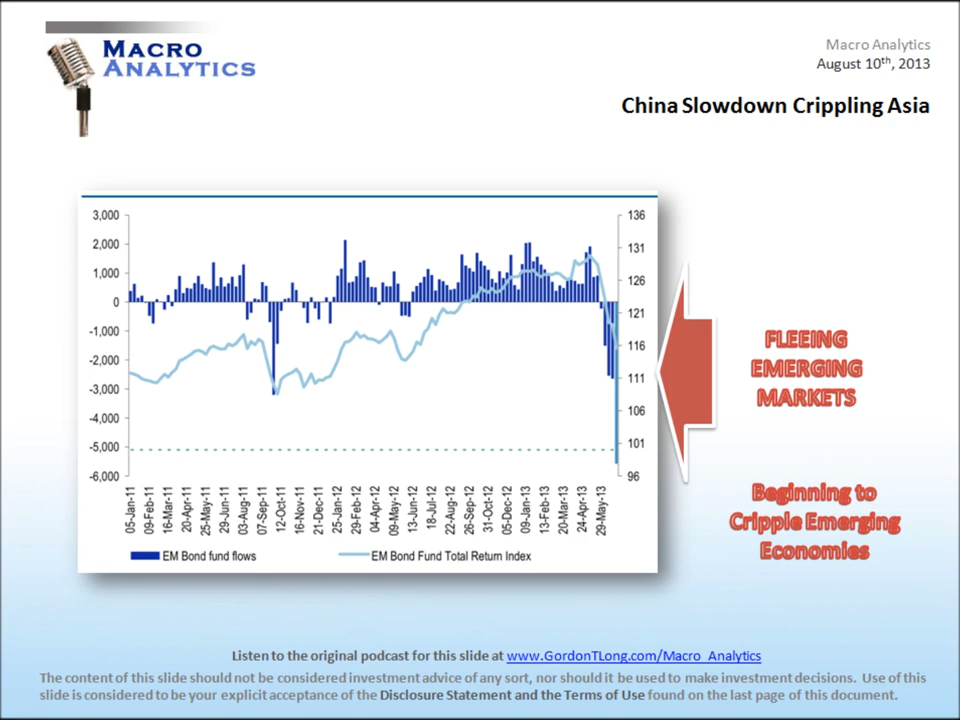 MACRO
ANALYTICS
Macro Analytics
August 10th, 2013
China Slowdown Crippling Asia
3,000
2,000
1,000
0
-1,000
-2,000
-3,000
-4,000
-5,000
-6,000
136
131
126
121
116
111
106
101
96
05-Jan-11
09-Feb-11
16-Mar-11
20-Apr-11
25-May-11
29-Jun-11
03-Aug-11
07-Sep-11
12-Oct-11
16-Nov-11
21-Dec-11
25-Jan-12
29-Feb-12
04-Apr-12
09-May-12
13-Jun-12
18-Jul-12
22-Aug-12
26-Sep-12
31-Oct-12
05-Dec-12
09-Jan-13
13-Feb-13
20-Mar-13
24-Apr-13
29-May-13
EM Bond fund flows
EM Bond Fund Total Return Index
FLEEING
EMERGING
MARKETS
Beginning to
Cripple Emerging
Economies
Listen to the original podcast for this slide at www.GordonTLong.com/Macro_Analytics
The content of this slide should not be considered investment advice of any sort, nor should it be used to make investment decisions. Use of this
slide is considered to be your explicit acceptance of the Disclosure Statement and the Terms of Use found on the last page of this document.